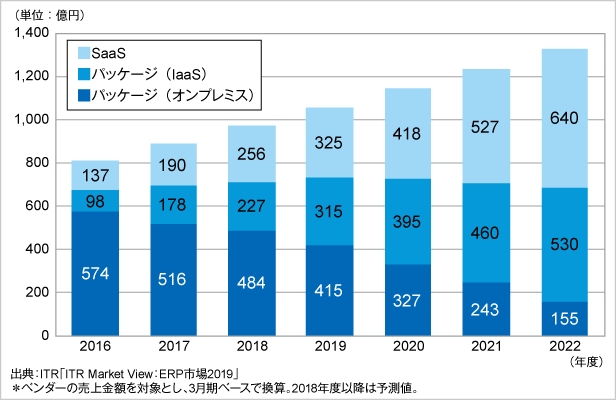 （単位：億円）
1,400
1,200
1,000
800
600
400
200
0
SaaS
パッケージ（IaaS）
パッケージ（オンプレミス）
137 190 256 325 418 527 640
98 178 227 315 395 460 530
574 516 484 415 327 243 155
2016 2017 2018 2019 2020 2021 2022
（年度）
出典：ITR「ITR Market View：ERP市場2019」
＊ベンダーの売上金額を対象とし、3月期ベースで換算。2018年度以降は予測値。